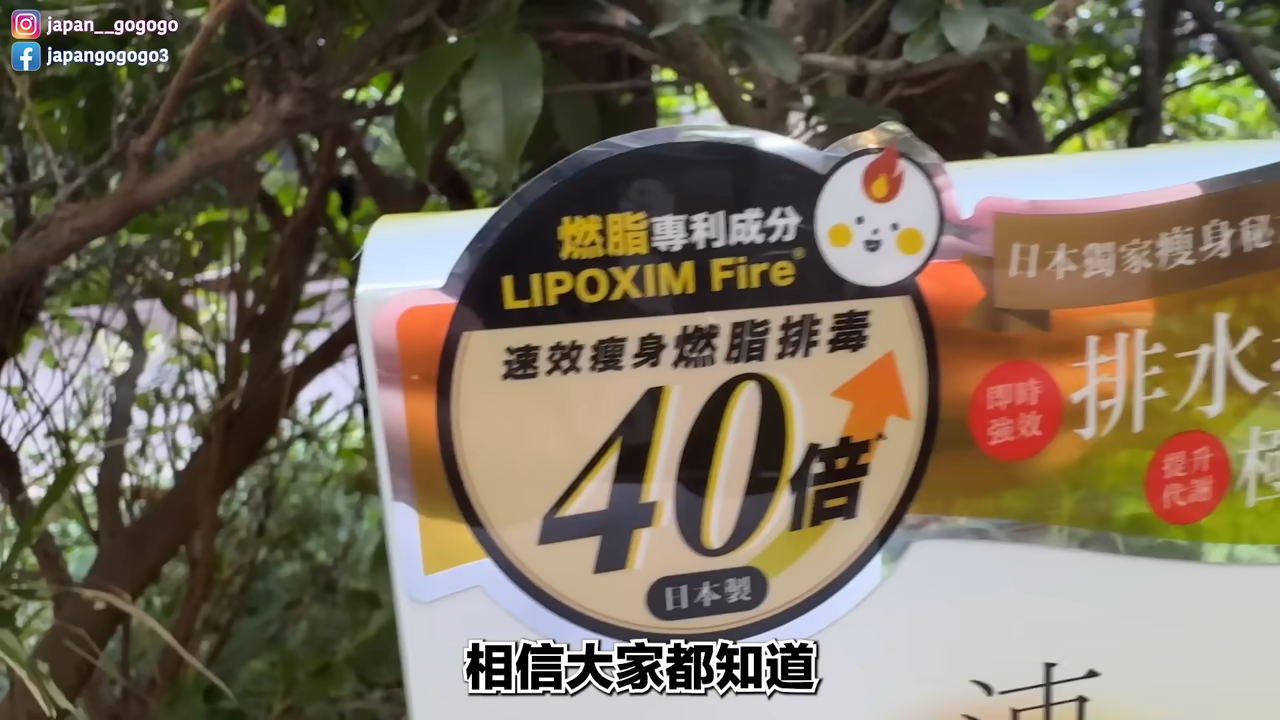 japan__gogogo
japangogogo3
燃脂專利成分
LIPOXIM Fire®
速效瘦身燃脂排毒
40倍
日本製
日本獨家瘦身秘
即時
強效
排水
提升
代謝
極
速
相信大家都知道